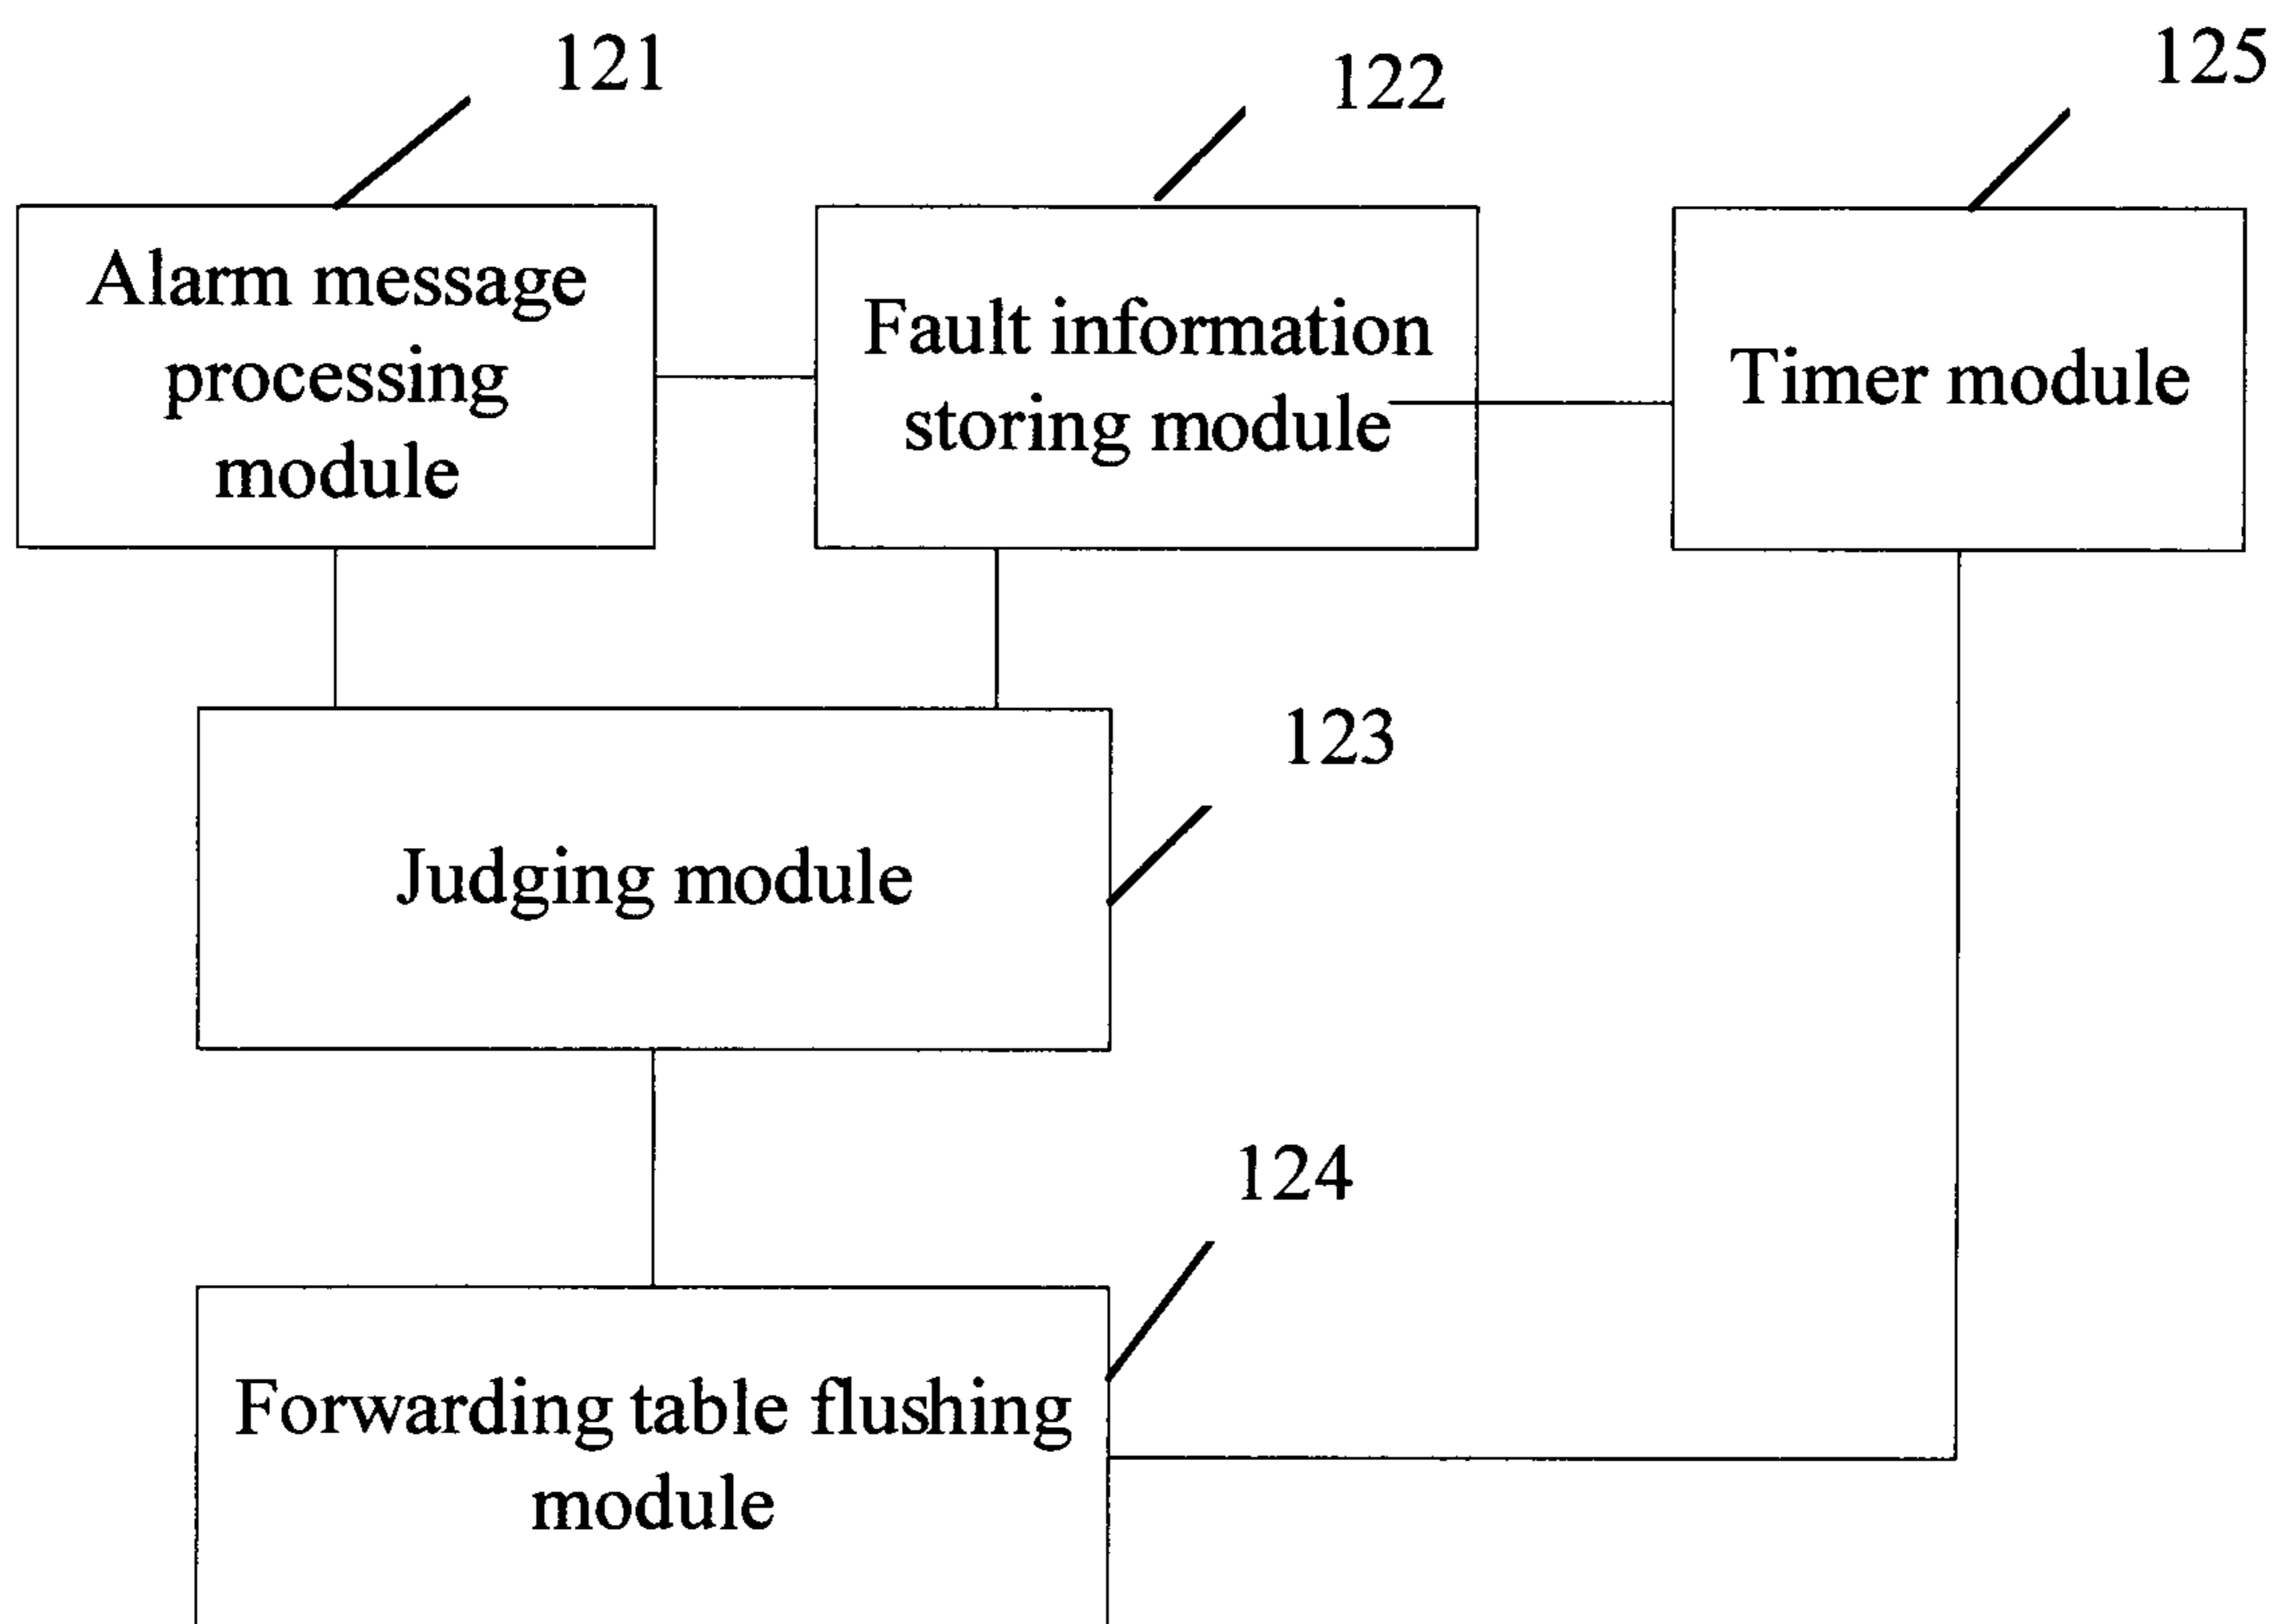 121
122
125
Alarm message
processing
module
Fault information
storing module
Timer module
123
Judging module
124
Forwarding table flushing
module